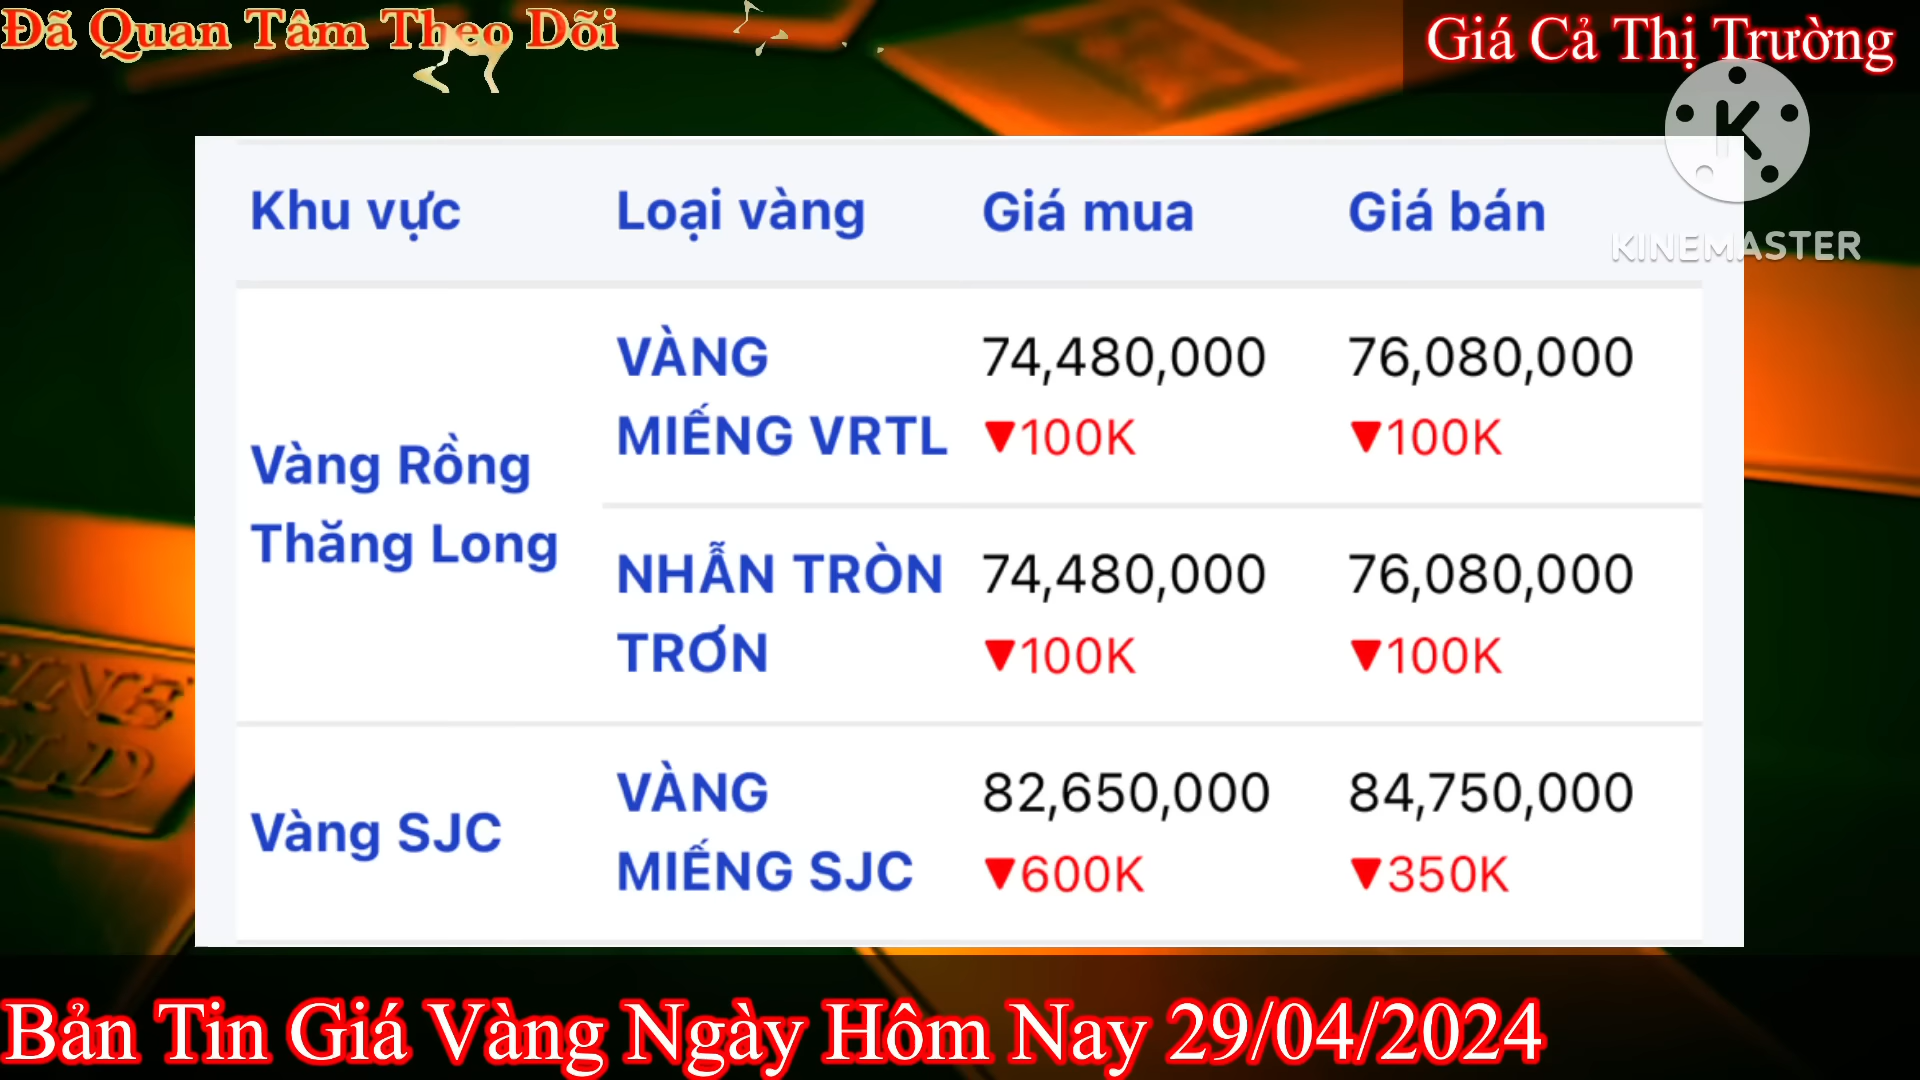 Đã Quan Tâm Theo Dõi
Giá Cả Thị Trường
K
KINEMASTER
Khu vực Loại vàng Giá mua Giá bán
Vàng Rồng Thăng Long
VÀNG MIẾNG VRTL 74,480,000 ▼100K 76,080,000 ▼100K
NHẪN TRÒN TRƠN 74,480,000 ▼100K 76,080,000 ▼100K
Vàng SJC
VÀNG MIẾNG SJC 82,650,000 ▼600K 84,750,000 ▼350K
Bản Tin Giá Vàng Ngày Hôm Nay 29/04/2024